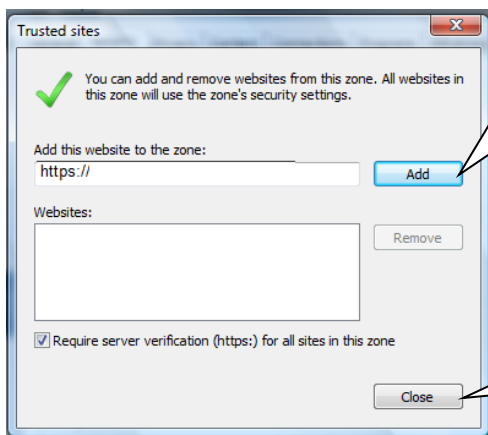 Trusted sites
You can add and remove websites from this zone. All websites in
this zone will use the zone's security settings.
Add this website to the zone:
https://
Add
Websites:
Remove
Require server verification (https:) for all sites in this zone
Close